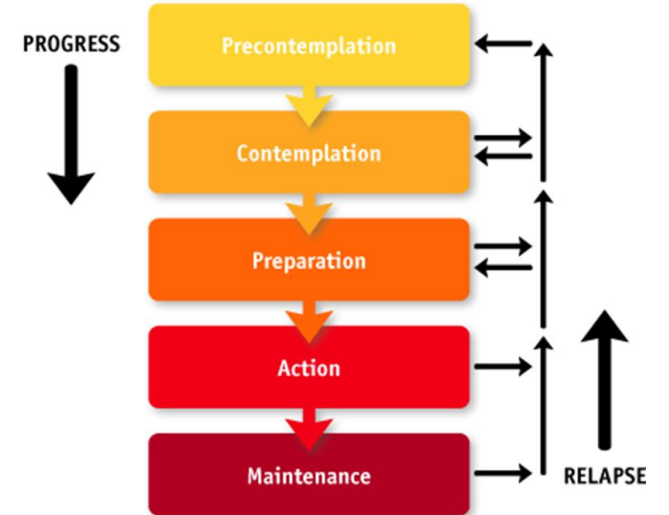 PROGRESS
Precontemplation
Contemplation
Preparation
Action
Maintenance
RELAPSE